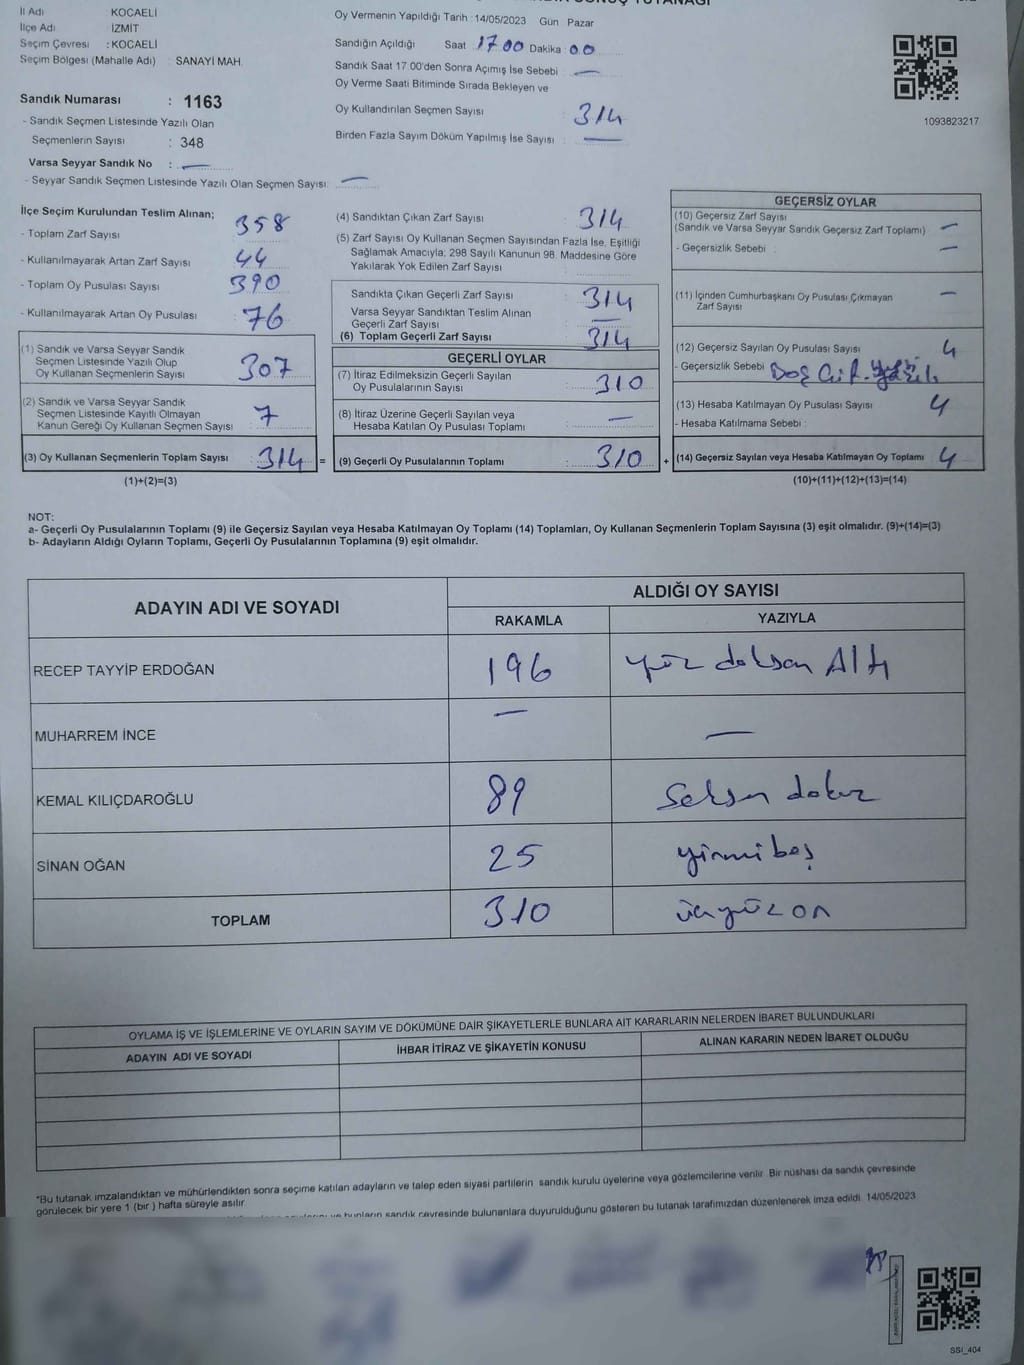 İl Adı KOCAELİ
İlçe Adı İZMİT
Seçim Çevresi : KOCAELİ
Seçim Bölgesi (Mahalle Adı) : SANAYİ MAH.
Sandık Numarası : 1163
- Sandık Seçmen Listesinde Yazılı Olan
Seçmenlerin Sayısı : 348
Varsa Seyyar Sandık No : —
- Seyyar Sandık Seçmen Listesinde Yazılı Olan Seçmen Sayısı: —
Oy Vermenin Yapıldığı Tarih : 14/05/2023 Gün Pazar
Sandığın Açıldığı Saat 17 00 Dakika : 00
Sandık Saat 17.00'den Sonra Açımış İse Sebebi : —
Oy Verme Saati Bitiminde Sırada Bekleyen ve
Oy Kullandırılan Seçmen Sayısı : 314
Birden Fazla Sayım Döküm Yapılmış İse Sayısı : —
1093823217
İlçe Seçim Kurulundan Teslim Alınan;
- Toplam Zarf Sayısı : 358
- Kullanılmayarak Artan Zarf Sayısı : 44
- Toplam Oy Pusulası Sayısı : 390
- Kullanılmayarak Artan Oy Pusulası : 76
(1) Sandık ve Varsa Seyyar Sandık
Seçmen Listesinde Yazılı Olup
Oy Kullanan Seçmenlerin Sayısı : 307
(2) Sandık ve Varsa Seyyar Sandık
Seçmen Listesinde Kayıtlı Olmayan
Kanun Gereği Oy Kullanan Seçmen Sayısı : 7
(3) Oy Kullanan Seçmenlerin Toplam Sayısı : 314 =
(1)+(2)=(3)
(4) Sandıktan Çıkan Zarf Sayısı : 314
(5) Zarf Sayısı Oy Kullanan Seçmen Sayısından Fazla İse, Eşitliği
Sağlamak Amacıyla; 298 Sayılı Kanunun 98. Maddesine Göre
Yakılarak Yok Edilen Zarf Sayısı :
Sandıkta Çıkan Geçerli Zarf Sayısı : 314
Varsa Seyyar Sandıktan Teslim Alınan
Geçerli Zarf Sayısı : —
(6) Toplam Geçerli Zarf Sayısı : 314
GEÇERLİ OYLAR
(7) İtiraz Edilmeksizin Geçerli Sayılan
Oy Pusulalarının Sayısı : 310
(8) İtiraz Üzerine Geçerli Sayılan veya
Hesaba Katılan Oy Pusulası Toplamı : —
(9) Geçerli Oy Pusulalarının Toplamı : 310 +
GEÇERSİZ OYLAR
(10) Geçersiz Zarf Sayısı
(Sandık ve Varsa Seyyar Sandık Geçersiz Zarf Toplamı) : —
- Geçersizlik Sebebi : —
(11) İçinden Cumhurbaşkanı Oy Pusulası Çıkmayan
Zarf Sayısı : —
(12) Geçersiz Sayılan Oy Pusulası Sayısı : 4
- Geçersizlik Sebebi :
(13) Hesaba Katılmayan Oy Pusulası Sayısı : 4
- Hesaba Katılmama Sebebi :
(14) Geçersiz Sayılan veya Hesaba Katılmayan Oy Toplamı : 4
(10)+(11)+(12)+(13)=(14)
NOT:
a- Geçerli Oy Pusulalarının Toplamı (9) ile Geçersiz Sayılan veya Hesaba Katılmayan Oy Toplamı (14) Toplamları, Oy Kullanan Seçmenlerin Toplam Sayısına (3) eşit olmalıdır. (9)+(14)=(3)
b- Adayların Aldığı Oyların Toplamı, Geçerli Oy Pusulalarının Toplamına (9) eşit olmalıdır.
ADAYIN ADI VE SOYADI ALDIĞI OY SAYISI
RAKAMLA YAZIYLA
RECEP TAYYİP ERDOĞAN 196 yüz doksan Altı
MUHARREM İNCE — —
KEMAL KILIÇDAROĞLU 89 Seksen dokuz
SİNAN OĞAN 25 yirmi beş
TOPLAM 310 üçyüz on
OYLAMA İŞ VE İŞLEMLERİNE VE OYLARIN SAYIM VE DÖKÜMÜNE DAİR ŞİKAYETLERLE BUNLARA AİT KARARLARIN NELERDEN İBARET BULUNDUKLARI
ADAYIN ADI VE SOYADI İHBAR İTİRAZ VE ŞİKAYETİN KONUSU ALINAN KARARIN NEDEN İBARET OLDUĞU
*Bu tutanak imzalandıktan ve mühürlendikten sonra seçime katılan adayların ve talep eden siyasi partilerin sandık kurulu üyelerine veya gözlemcilerine verilir. Bir nüshası da sandık çevresinde
görülecek bir yere 1 (bir) hafta süreyle asılır
ve bunların sandık çevresinde bulunanlara duyurulduğunu gösteren bu tutanak tarafımızdan düzenlenerek imza edildi. 14/05/2023
SSİ_404